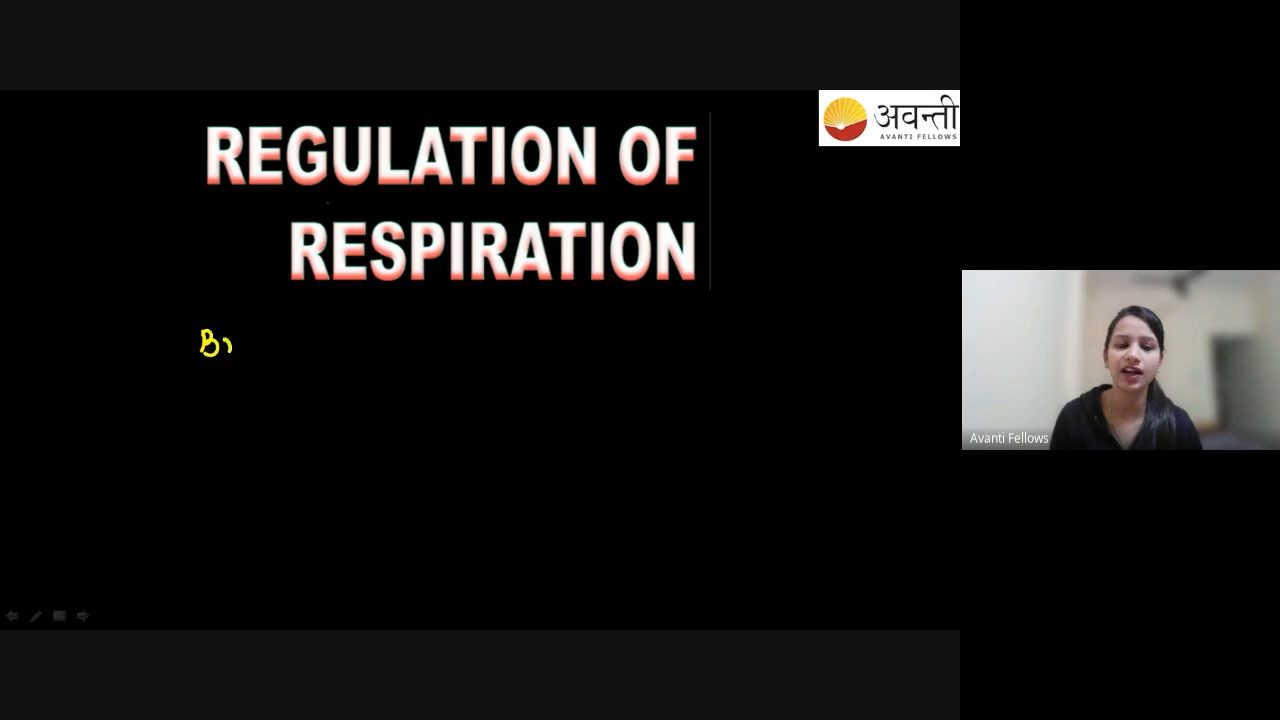 अवन्ती
AVANTI FELLOWS
REGULATION OF
RESPIRATION
Avanti Fellows